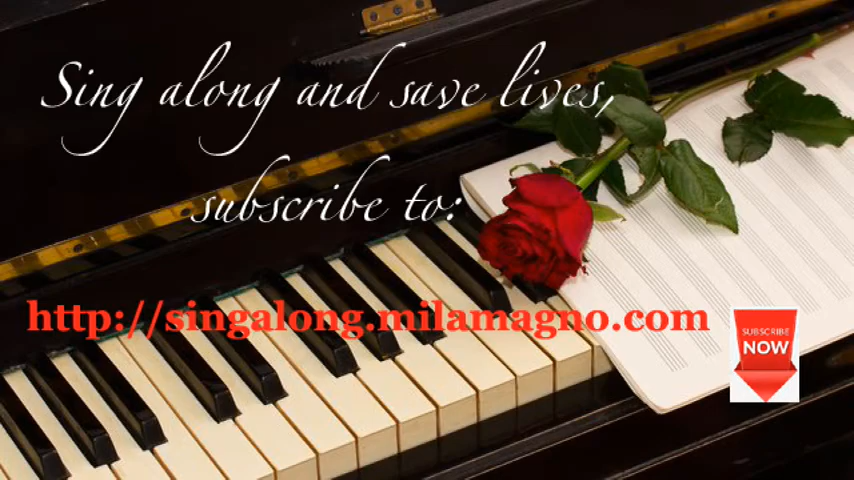 Sing along and save lives,
subscribe to:
http://singalong.milamagno.com
SUBSCRIBE
NOW